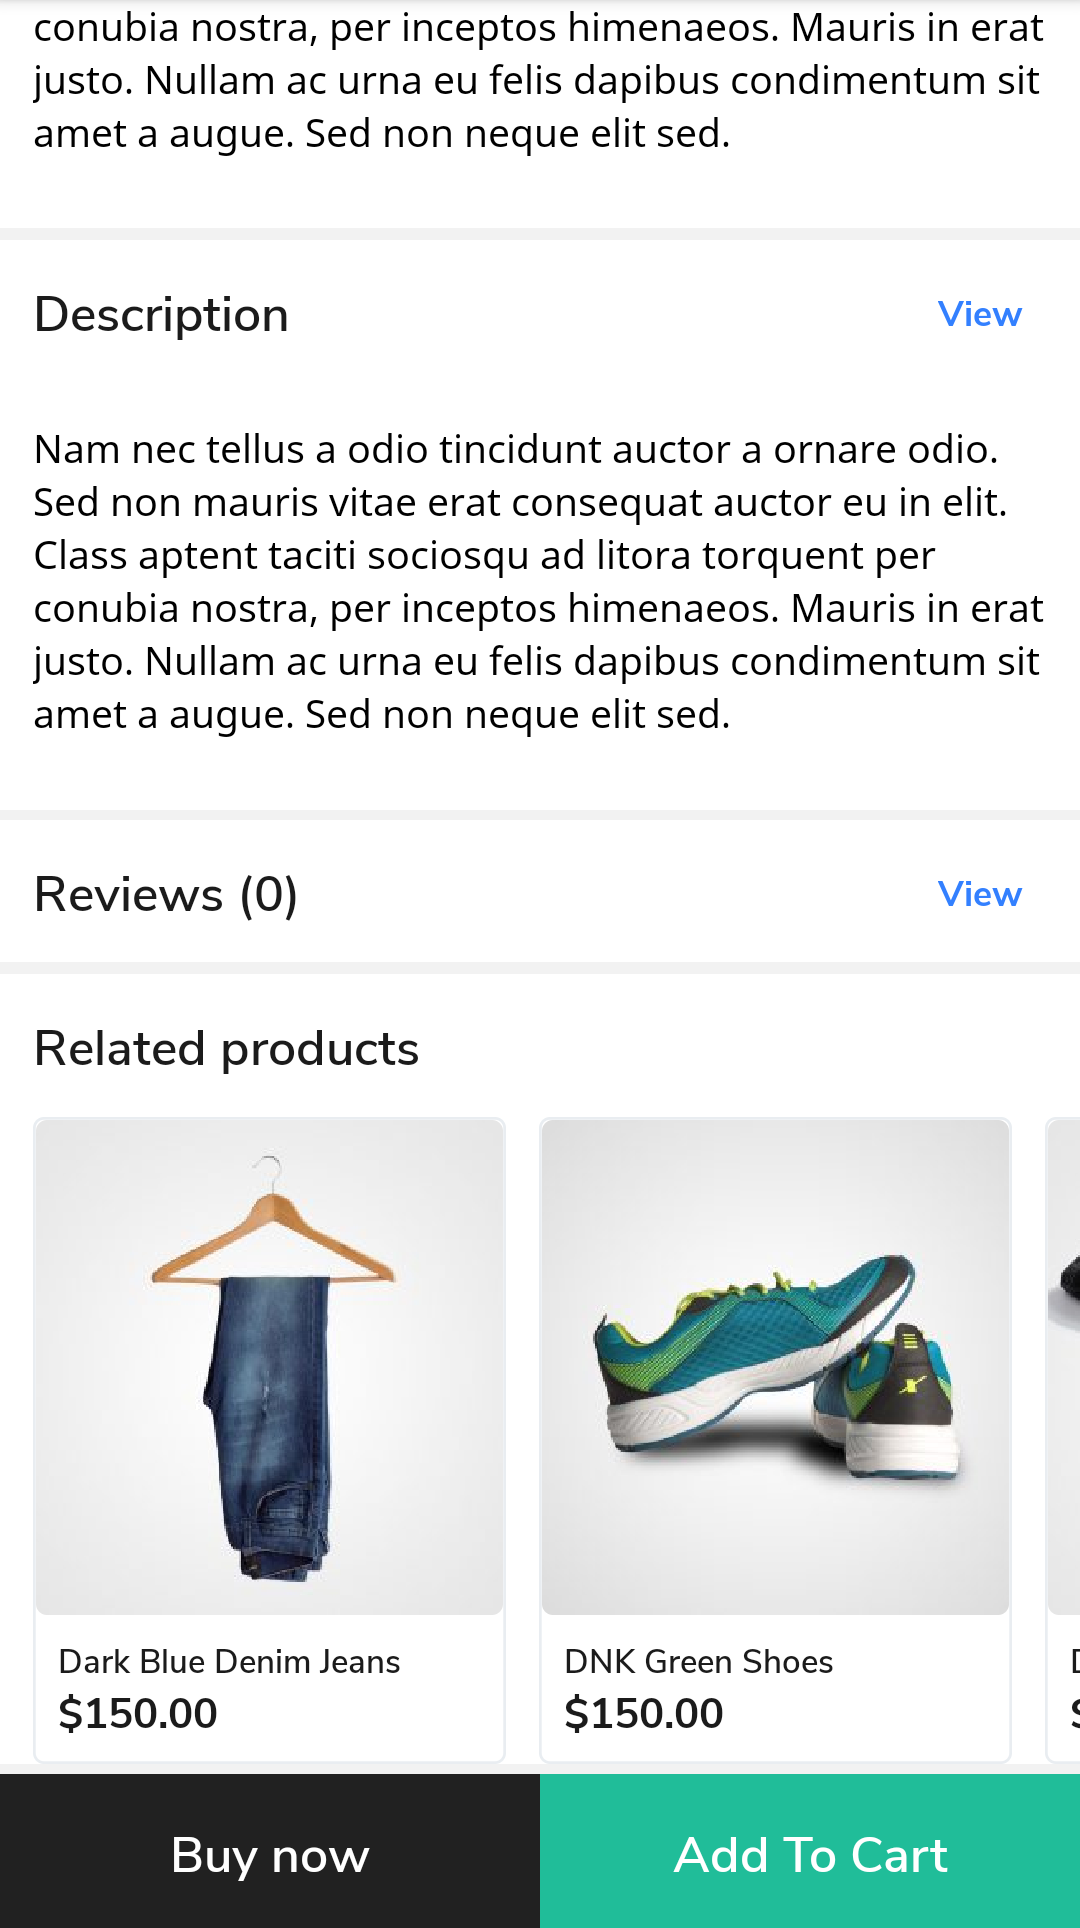 conubia nostra, per inceptos himenaeos. Mauris in erat
justo. Nullam ac urna eu felis dapibus condimentum sit
amet a augue. Sed non neque elit sed.
Description
View
Nam nec tellus a odio tincidunt auctor a ornare odio.
Sed non mauris vitae erat consequat auctor eu in elit.
Class aptent taciti sociosqu ad litora torquent per
conubia nostra, per inceptos himenaeos. Mauris in erat
justo. Nullam ac urna eu felis dapibus condimentum sit
amet a augue. Sed non neque elit sed.
Reviews (0)
View
Related products
Dark Blue Denim Jeans
$150.00
DNK Green Shoes
$150.00
Buy now
Add To Cart